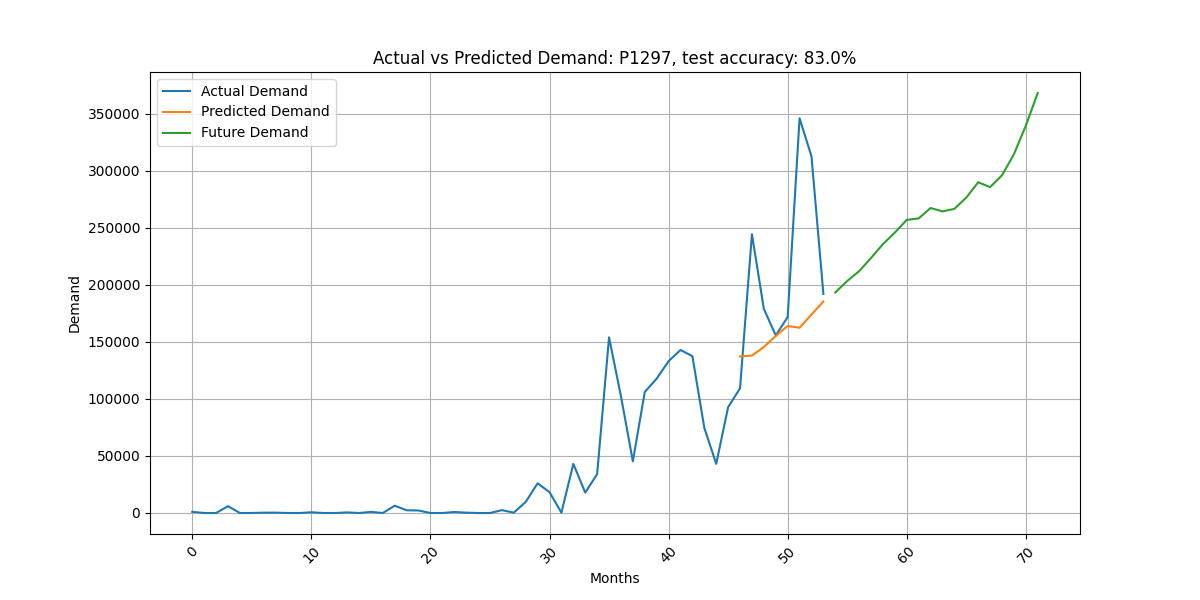 Actual vs Predicted Demand: P1297, test accuracy: 83.0%
Actual Demand
Predicted Demand
Future Demand
350000
300000
250000
200000
150000
100000
50000
0
Demand
0 10 20 30 40 50 60 70
Months